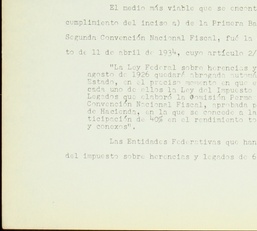 El medio más viable que se encont
cumplimiento del inciso a) de la Primera Ba
Segunda Convención Nacional Fiscal, fué la
to de 11 de abril de 1934, cuyo artículo 2/
"La Ley Federal sobre herencias y
agosto de 1926 quedará abrogada
Estado, en el preciso momento en que e
cada uno de ellos la Ley del Impuesto
Legados que elaboró la Comisión Perma
Convención Nacional Fiscal, aprobada p
de Hacienda, en lo que se concede a la
ticipación de 40% en el rendimiento to
y conexos".
Las Entidades Federativas que han
del impuesto sobre herencias y legados de 6